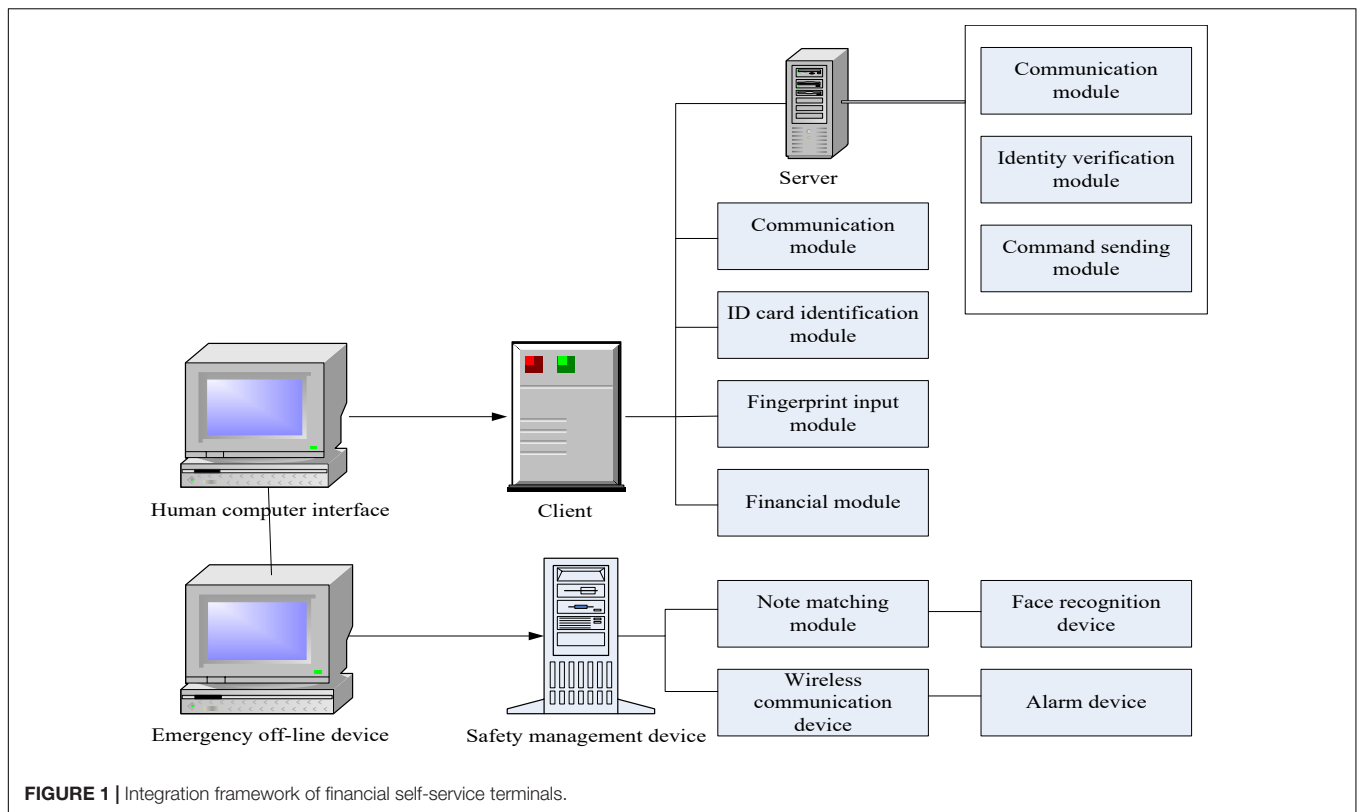 Communication
module
Identity verification
module
Command sending
module
Server
Communication
module
ID card identification
module
Fingerprint input
module
Financial module
Human computer interface
Client
Note matching
module
Face recognition
device
Wireless
communication
device
Alarm device
Emergency off-line device
Safety management device
FIGURE 1 | Integration framework of financial self-service terminals.